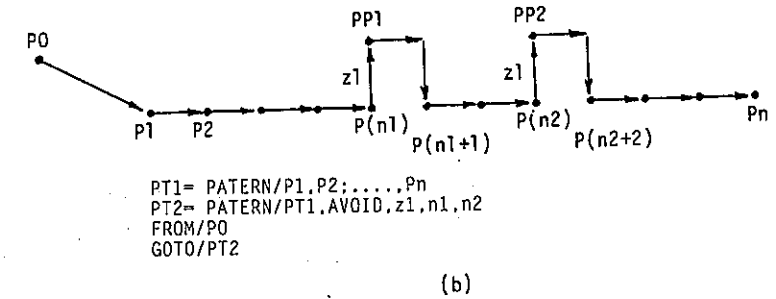 PP1
PP2
P0
z1
z1
P1
P2
P(n1)
P(n1+1)
P(n2)
P(n2+2)
Pn
PT1= PATERN/P1,P2;....,Pn
PT2= PATERN/PT1,AVOID,z1,n1,n2
FROM/P0
GOTO/PT2
(b)